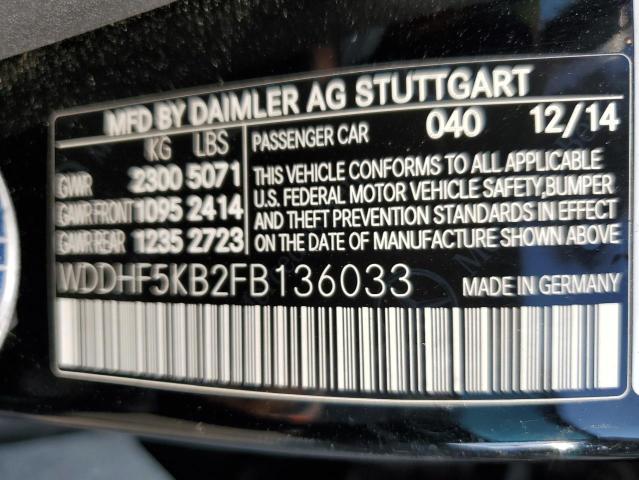 MFD BY DAIMLER AG STUTTGART
KG LBS PASSENGER CAR 040 12/14
GVWR 2300 5071
GAWR FRONT 1095 2414
GAWR REAR 1235 2723
THIS VEHICLE CONFORMS TO ALL APPLICABLE
U.S. FEDERAL MOTOR VEHICLE SAFETY, BUMPER
AND THEFT PREVENTION STANDARDS IN EFFECT
ON THE DATE OF MANUFACTURE SHOWN ABOVE
WDDHF5KB2FB136033 MADE IN GERMANY